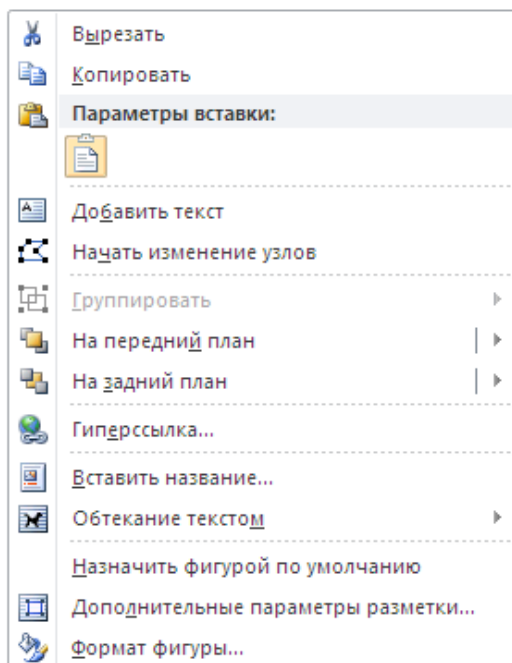 Вырезать
Копировать
Параметры вставки:
Добавить текст
Начать изменение узлов
Группировать
На передний план
На задний план
Гиперссылка...
Вставить название...
Обтекание текстом
Назначить фигурой по умолчанию
Дополнительные параметры разметки...
Формат фигуры...